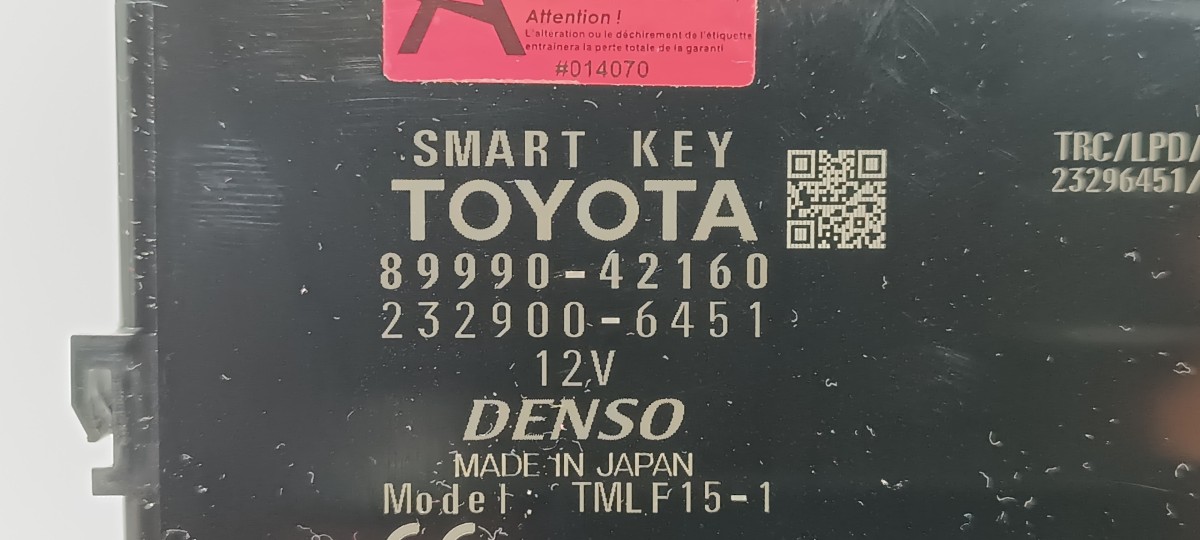 A
Attention !
L'altération ou le déchirement de l'étiquette
entraînera la perte totale de la garanti
#014070
SMART KEY
TOYOTA
89990-42160
232900-6451
12V
DENSO
MADE IN JAPAN
Model: TMLF15-1
CE
TRC/LPD/
23296451/